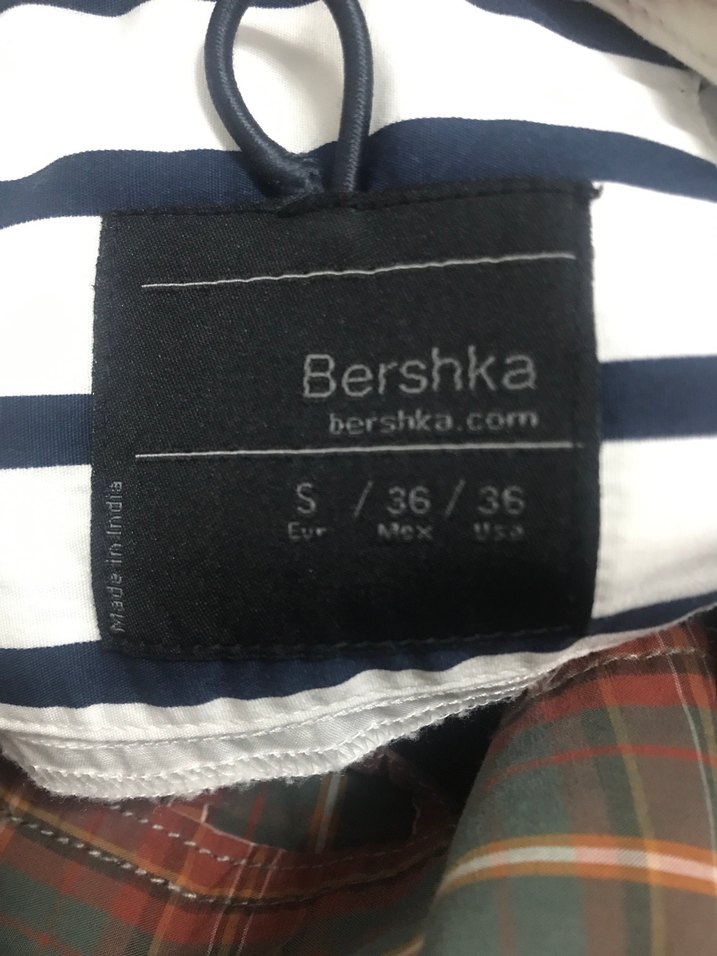 Bershka
bershka.com
S / 36 / 36
Eur Mex Usa
Made in India